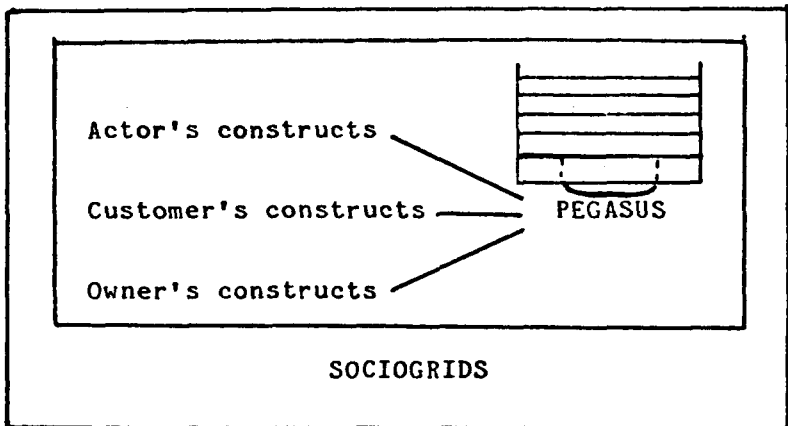 Actor's constructs
Customer's constructs
PEGASUS
Owner's constructs
SOCIOGRIDS